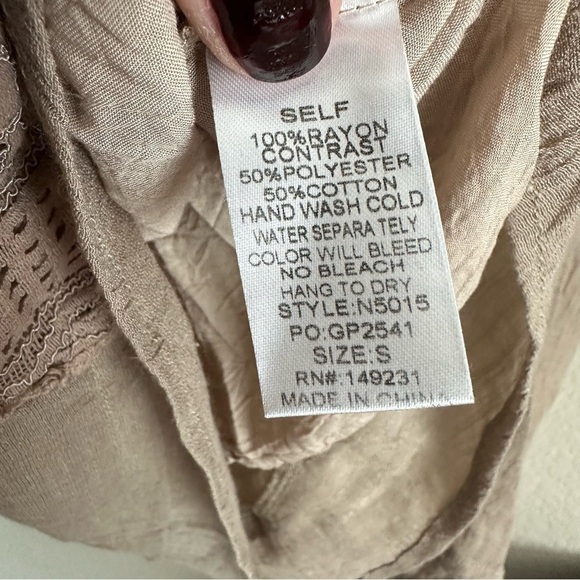 SELF
100%RAYON
CONTRAST
50%POLYESTER
50%COTTON
HAND WASH COLD
WATER SEPARA TELY
COLOR WILL BLEED
NO BLEACH
HANG TO DRY
STYLE:N5015
PO:GP2541
SIZE:S
RN#:149231
MADE IN CHINA